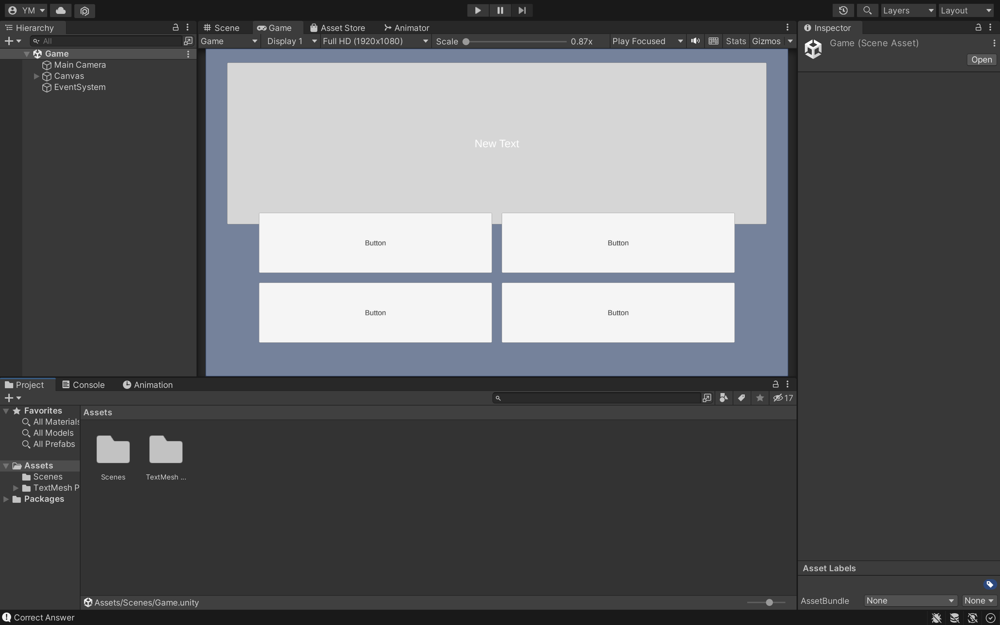 YM
Layers
Layout
Hierarchy
Scene
Game
Asset Store
Animator
Inspector
All
Game
Display 1
Full HD (1920x1080)
Scale
0.87x
Play Focused
Stats
Gizmos
Game (Scene Asset)
Open
Game
Main Camera
Canvas
EventSystem
New Text
Button
Button
Button
Button
Project
Console
Animation
17
Favorites
All Materials
All Models
All Prefabs
Assets
Scenes
TextMesh P
Packages
Assets
Scenes
TextMesh ...
Assets/Scenes/Game.unity
Asset Labels
AssetBundle
None
None
Correct Answer